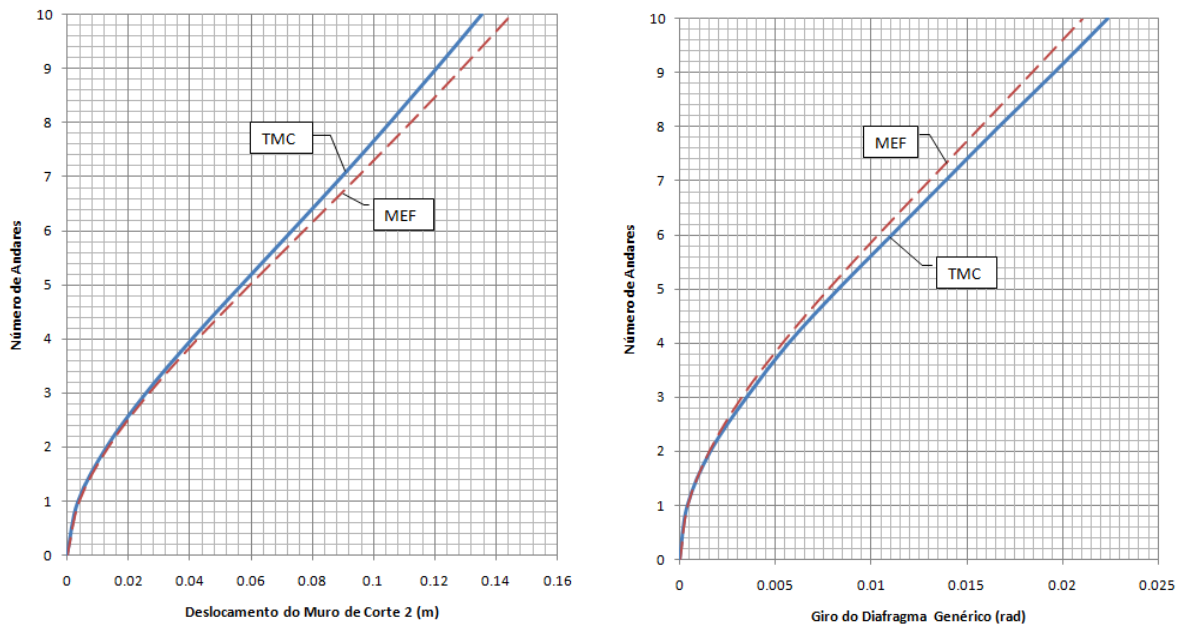 10
9
8
7
6
5
4
3
2
1
0
Número de Andares
TMC
MEF
0 0.02 0.04 0.06 0.08 0.1 0.12 0.14 0.16
Deslocamento do Muro de Corte 2 (m)
10
9
8
7
6
5
4
3
2
1
0
Número de Andares
MEF
TMC
0 0.005 0.01 0.015 0.02 0.025
Giro do Diafragma Genérico (rad)